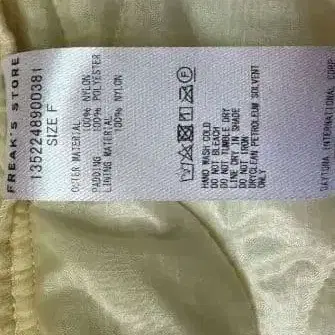 FREAK'S STORE
13522489003​81
SIZE F
OUTER MATERIAL
100% NYLON
PADDING
100% POLYESTER
LINING MATERIAL
100% NYLON
HAND WASH COLD
DO NOT BLEACH
DO NOT TUMBLE DRY
LINE DRY IN SHADE
DO NOT IRON
DRYCLEAN PETROLEUM SOLVENT
ONLY
DAYTONA INTERNATIONAL CORP.